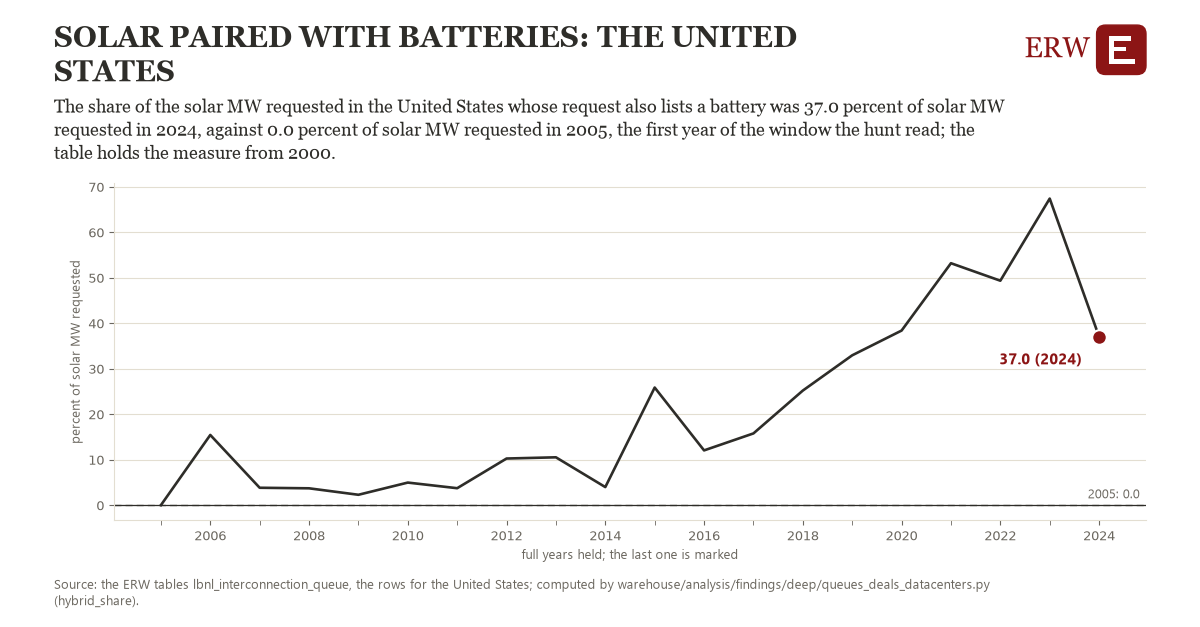 SOLAR PAIRED WITH BATTERIES: THE UNITED
STATES
ERW E
The share of the solar MW requested in the United States whose request also lists a battery was 37.0 percent of solar MW
requested in 2024, against 0.0 percent of solar MW requested in 2005, the first year of the window the hunt read; the
table holds the measure from 2000.
percent of solar MW requested
70
60
50
40
30
20
10
0
37.0 (2024)
2005: 0.0
2006 2008 2010 2012 2014 2016 2018 2020 2022 2024
full years held; the last one is marked
Source: the ERW tables lbnl_interconnection_queue, the rows for the United States; computed by warehouse/analysis/findings/deep/queues_deals_datacenters.py
(hybrid_share).